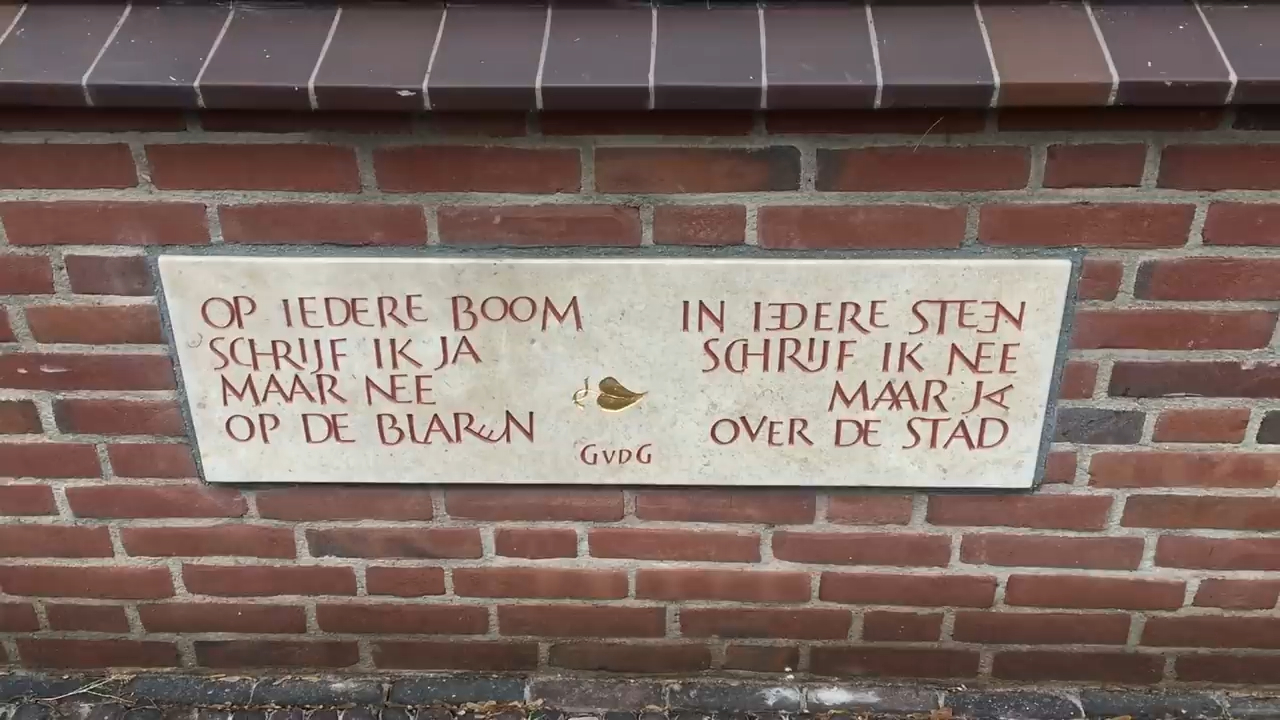 OP IEDERE BOOM
SCHRIJF IK JA
MAAR NEE
OP DE BLAREN
IN IEDERE STEEN
SCHRIJF IK NEE
MAAR JA
OVER DE STAD
GVDG